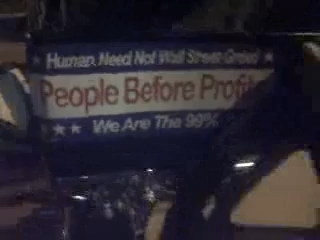 ★ Human Need Not Wall Street Greed ★
People Before Profit
★★ We Are The 99%